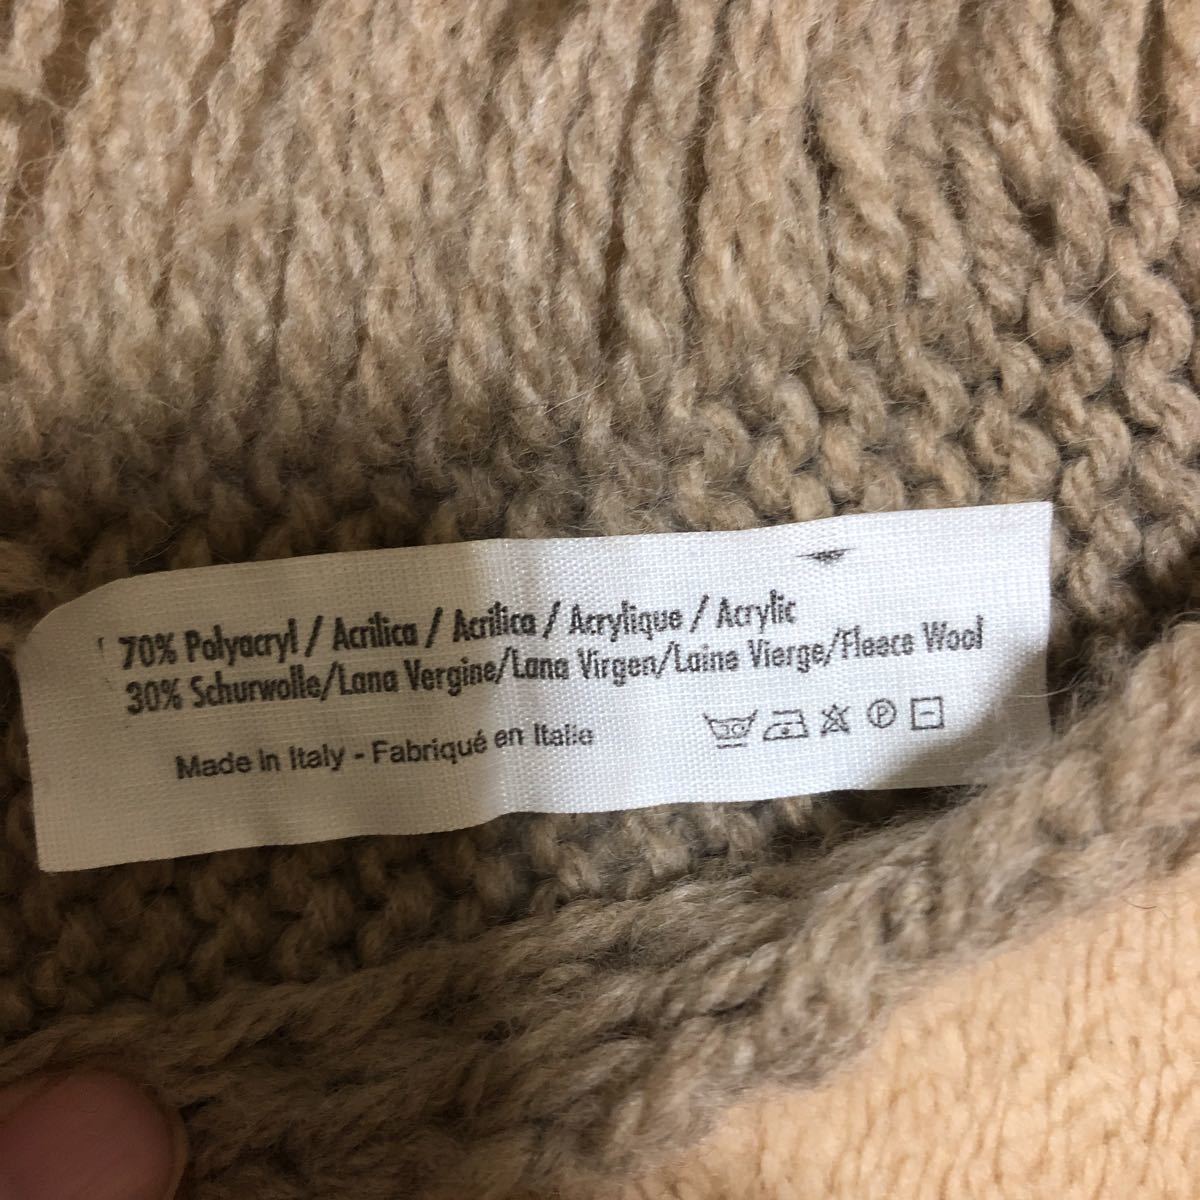 70% Polyacryl / Acrilica / Acrilica / Acrylique / Acrylic
30% Schurwolle/Lana Vergine/Lana Virgen/Laine Vierge/Fleece Wool
Made in Italy - Fabriqué en Italie
30 P